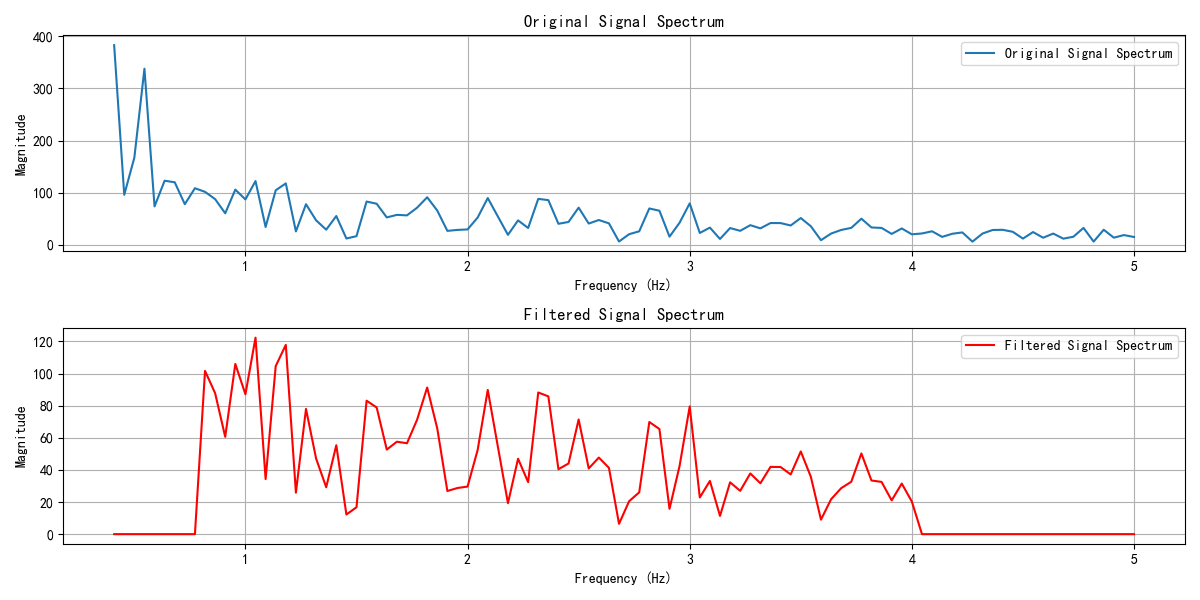 Original Signal Spectrum
400
300
200
100
0
Magnitude
Original Signal Spectrum
1 2 3 4 5
Frequency (Hz)
Filtered Signal Spectrum
120
100
80
60
40
20
0
Magnitude
Filtered Signal Spectrum
1 2 3 4 5
Frequency (Hz)